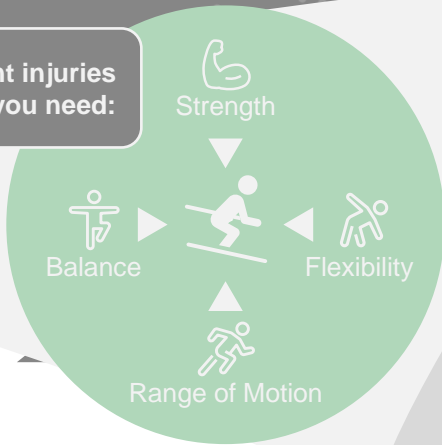 nt injuries
you need:
Strength
Balance
Flexibility
Range of Motion